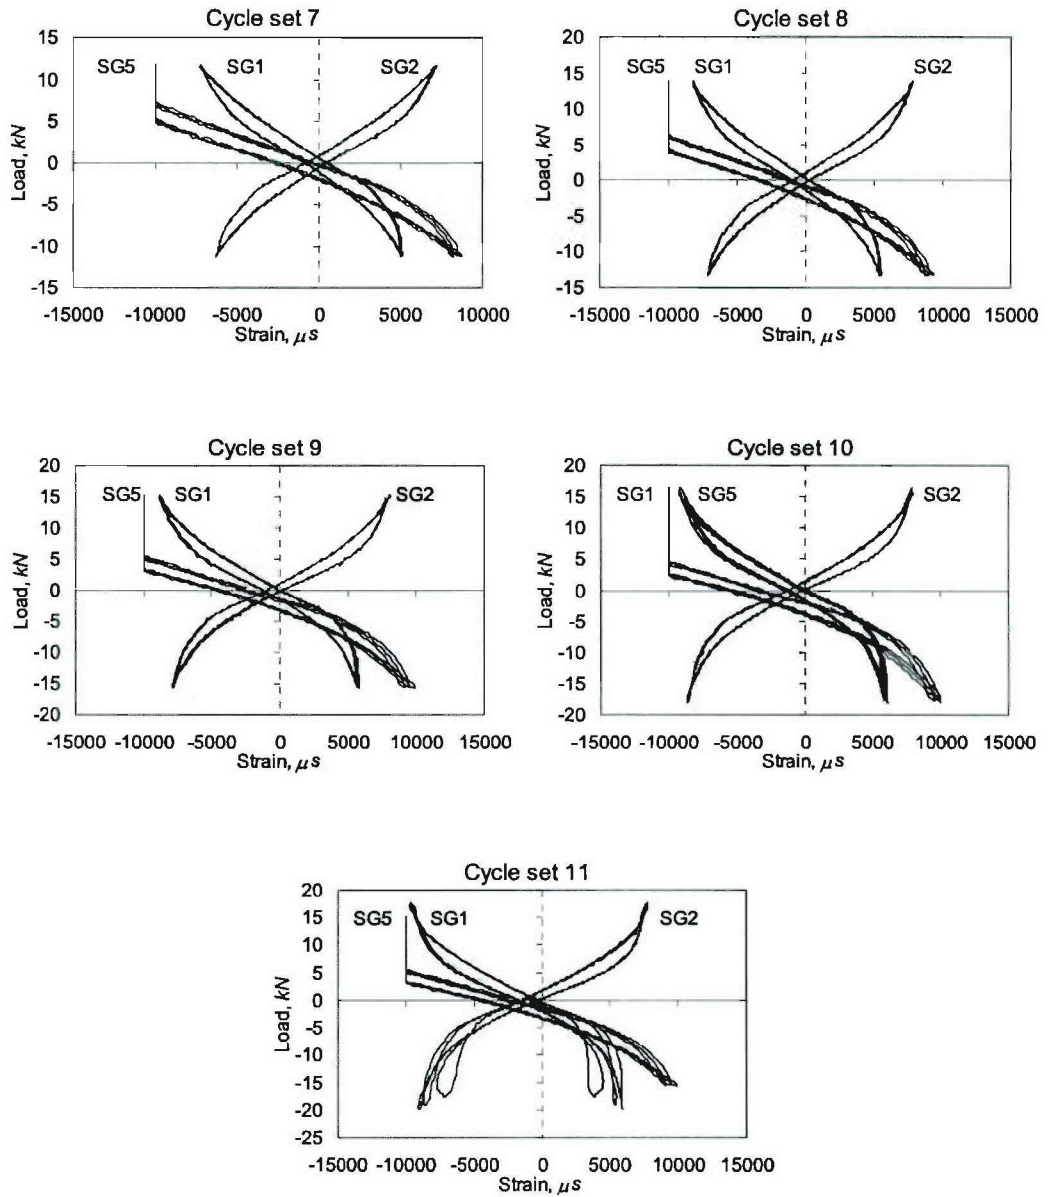 Cycle set 7
15
10
5
0
-5
-10
-15
Load, kN
SG5
SG1
SG2
-15000 -10000 -5000 0 5000 10000
Strain, μs
Cycle set 8
20
15
10
5
0
-5
-10
-15
Load, kN
SG5
SG1
SG2
-15000 -10000 -5000 0 5000 10000 15000
Strain, μs
Cycle set 9
20
15
10
5
0
-5
-10
-15
-20
Load, kN
SG5
SG1
SG2
-15000 -10000 -5000 0 5000 10000 15000
Strain, μs
Cycle set 10
20
15
10
5
0
-5
-10
-15
-20
Load, kN
SG1
SG5
SG2
-15000 -10000 -5000 0 5000 10000 15000
Strain, μs
Cycle set 11
20
15
10
5
0
-5
-10
-15
-20
-25
Load, kN
SG5
SG1
SG2
-15000 -10000 -5000 0 5000 10000 15000
Strain, μs